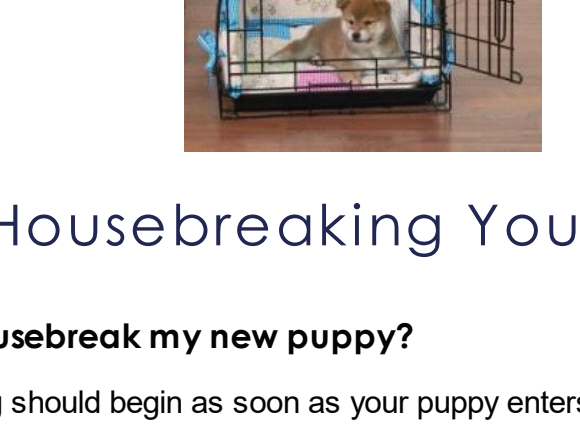 Housebreaking You
usebreak my new puppy?
g should begin as soon as your puppy enters